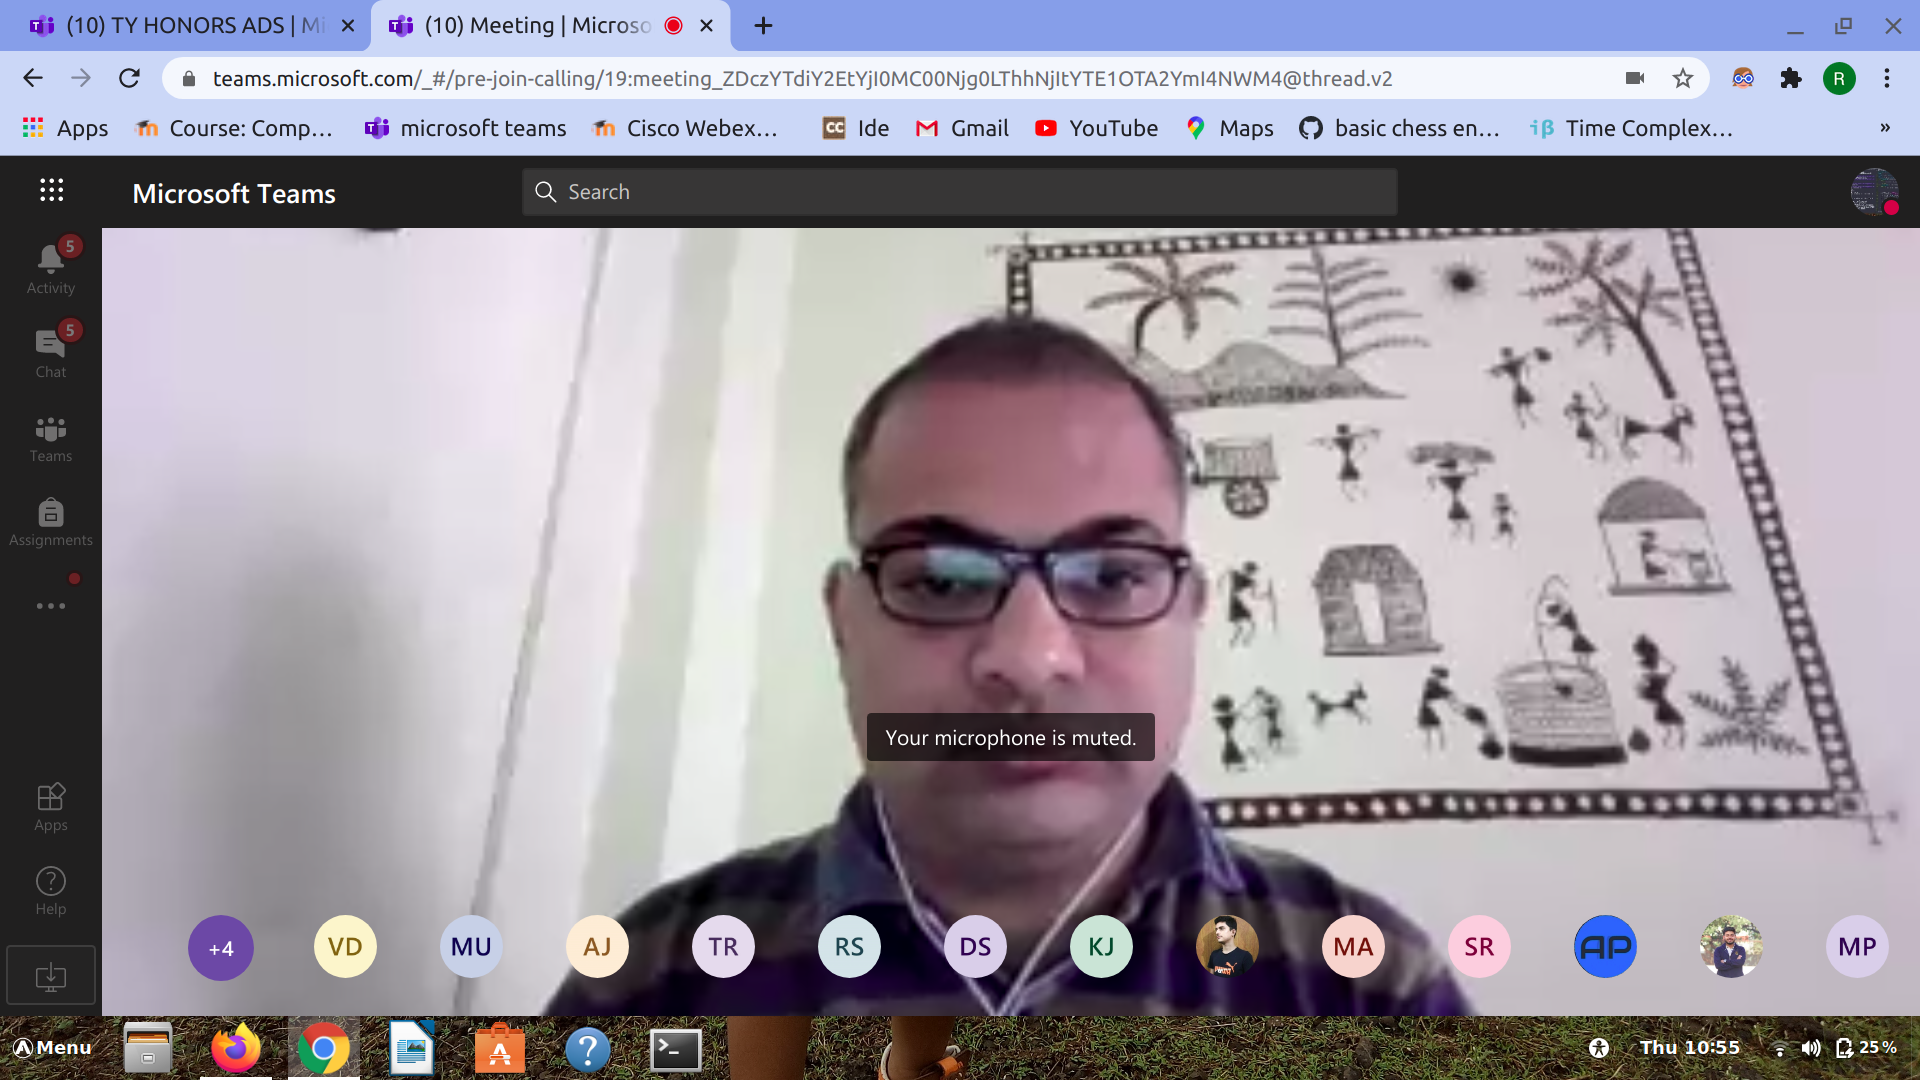 (10) TY HONORS ADS | Mi
(10) Meeting | Microso
teams.microsoft.com/_#/pre-join-calling/19:meeting_ZDczYTdiY2EtYjI0MC00Njg0LThhNjItYTE1OTA2YmI4NWM4@thread.v2
R
Apps
Course: Comp...
microsoft teams
Cisco Webex...
CC Ide
Gmail
YouTube
Maps
basic chess en...
iβ Time Complex...
»
Microsoft Teams
Search
5
Activity
5
Chat
Teams
Assignments
Apps
Help
Your microphone is muted.
+4 VD MU AJ TR RS DS KJ MA SR AP MP
Menu
Thu 10:55
25%